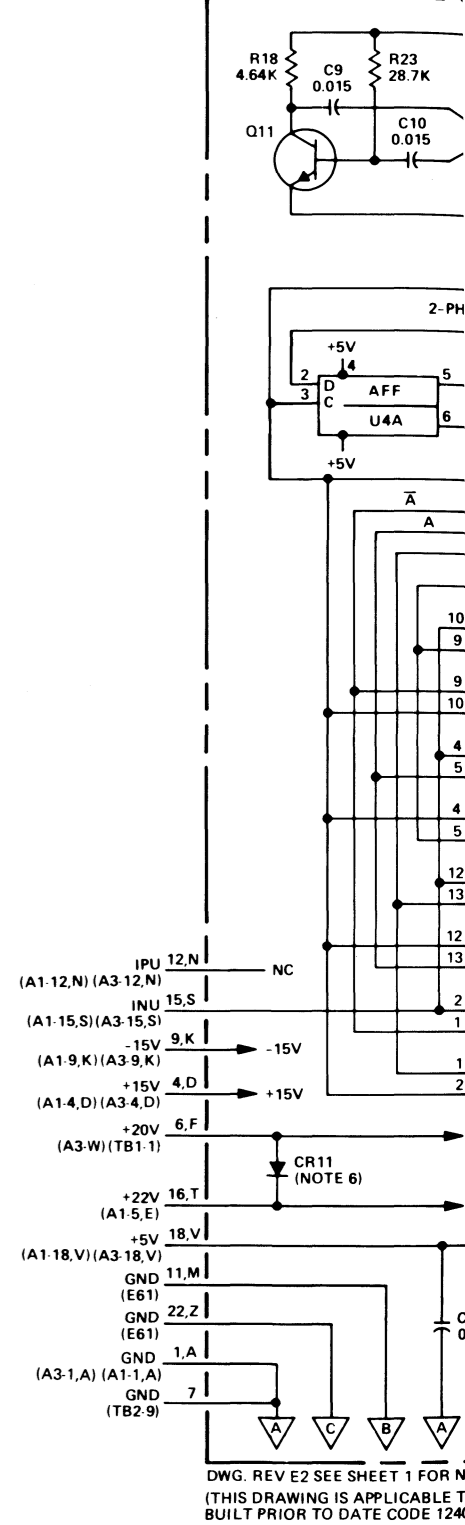 R18
4.64K
C9
0.015
R23
28.7K
C10
0.015
Q11
2-PH
+5V
4
2
D
AFF
5
3
C
U4A
6
+5V
A̅
A
10
9
9
10
4
5
4
5
12
13
12
13
IPU 12,N
NC
(A1-12,N) (A3-12,N)
INU 15,S
2
(A1-15,S)(A3-15,S)
1
-15V 9,K
-15V
(A1-9,K)(A3-9,K)
1
+15V 4,D
+15V
2
(A1-4,D)(A3-4,D)
+20V 6,F
(A3-W)(TB1-1)
CR11
(NOTE 6)
+22V 16,T
(A1-5,E)
+5V 18,V
(A1-18,V)(A3-18,V)
GND 11,M
(E61)
GND 22,Z
(E61)
C
0
GND 1,A
(A3-1,A) (A1-1,A)
GND 7
(TB2-9)
A
C
B
A
DWG. REV E2 SEE SHEET 1 FOR N
(THIS DRAWING IS APPLICABLE T
BUILT PRIOR TO DATE CODE 1240